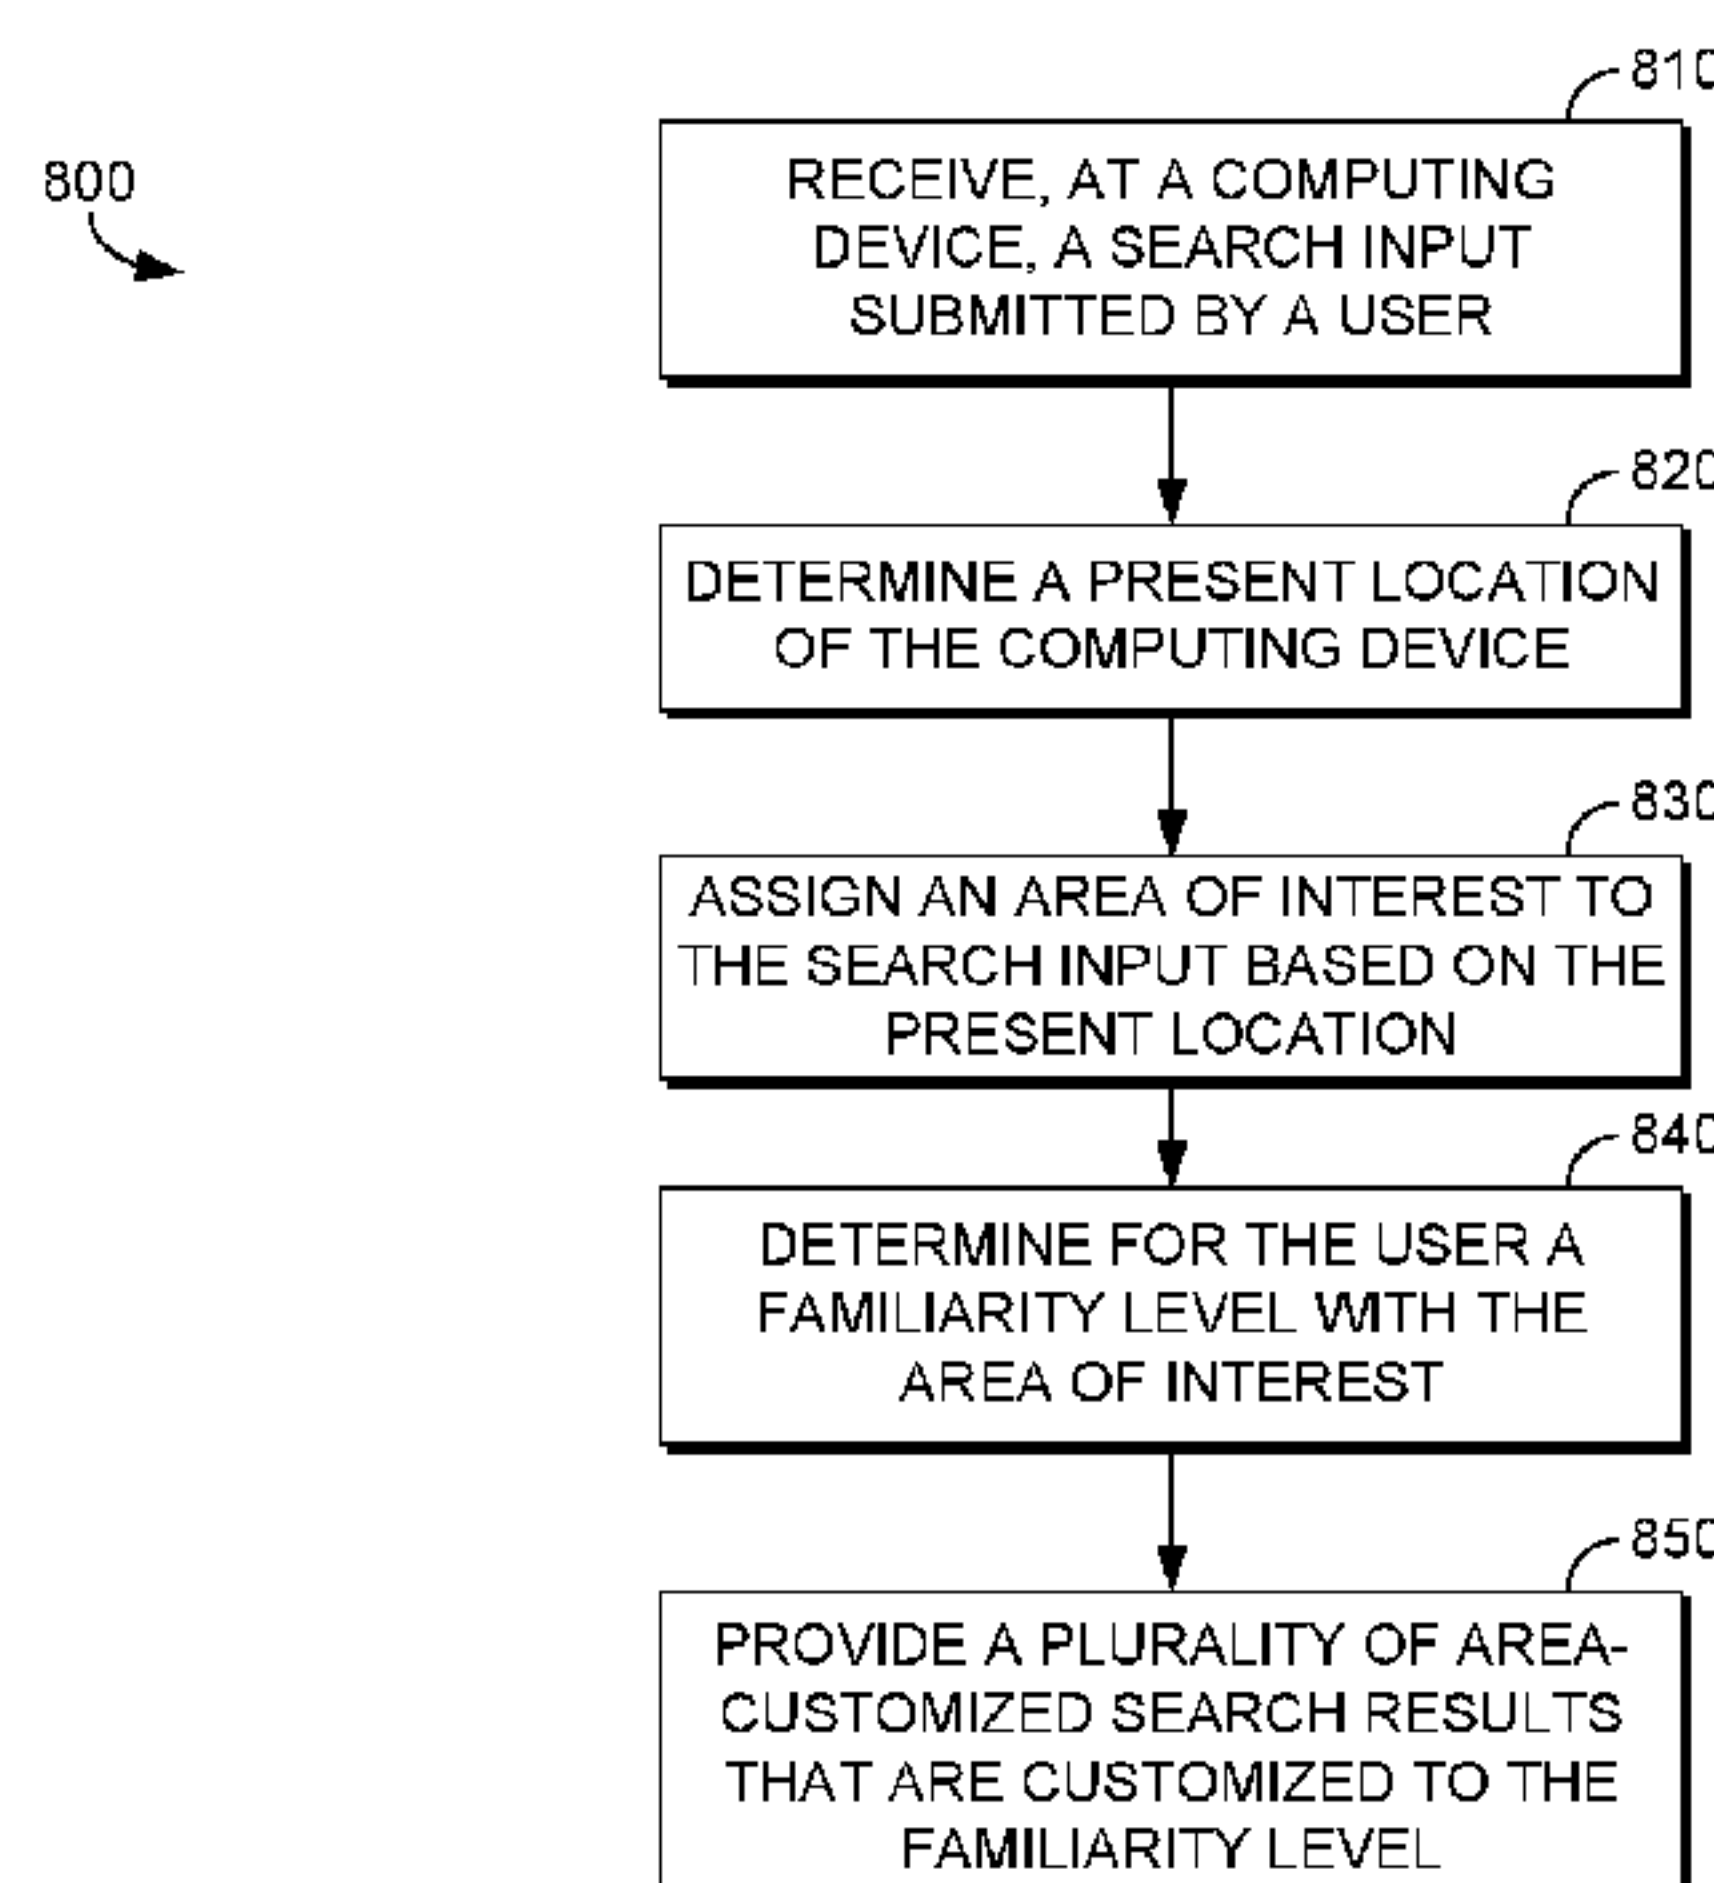 810
800
RECEIVE, AT A COMPUTING
DEVICE, A SEARCH INPUT
SUBMITTED BY A USER
820
DETERMINE A PRESENT LOCATION
OF THE COMPUTING DEVICE
830
ASSIGN AN AREA OF INTEREST TO
THE SEARCH INPUT BASED ON THE
PRESENT LOCATION
840
DETERMINE FOR THE USER A
FAMILIARITY LEVEL WITH THE
AREA OF INTEREST
850
PROVIDE A PLURALITY OF AREA-
CUSTOMIZED SEARCH RESULTS
THAT ARE CUSTOMIZED TO THE
FAMILIARITY LEVEL